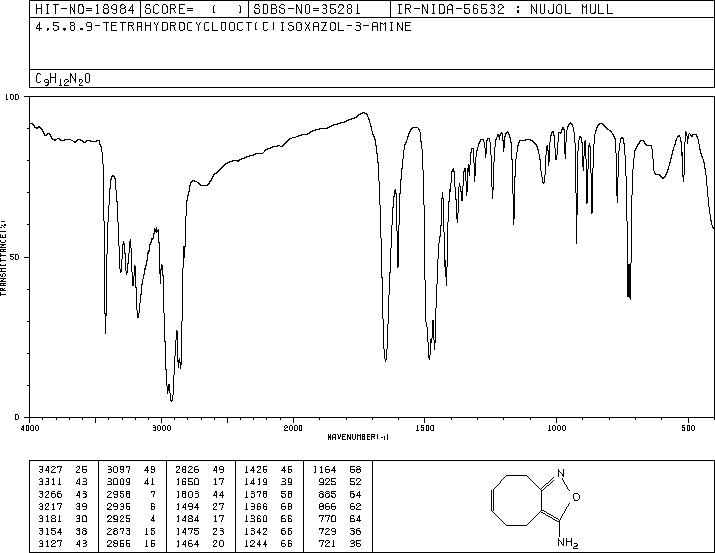 HIT-NO=18984 SCORE= ( ) SDBS-NO=35281 IR-NIDA-56532 : NUJOL MULL
4,5,8,9-TETRAHYDROCYCLOOCT(C)ISOXAZOL-3-AMINE
C9H12N2O
100
50
0
TRANSMITTANCE(%)
4000 3000 2000 1500 1000 500
WAVENUMBER(-1)
3427 26 3097 49 2826 49 1426 46 1164 58
3311 43 3009 41 1650 17 1419 39 925 52
3266 43 2958 7 1603 44 1378 58 885 64
3217 39 2936 6 1494 27 1366 68 866 62
3181 30 2925 4 1484 17 1360 66 770 64
3154 38 2873 15 1475 23 1342 66 729 36
3127 43 2866 16 1464 20 1244 66 721 36
N
O
NH2